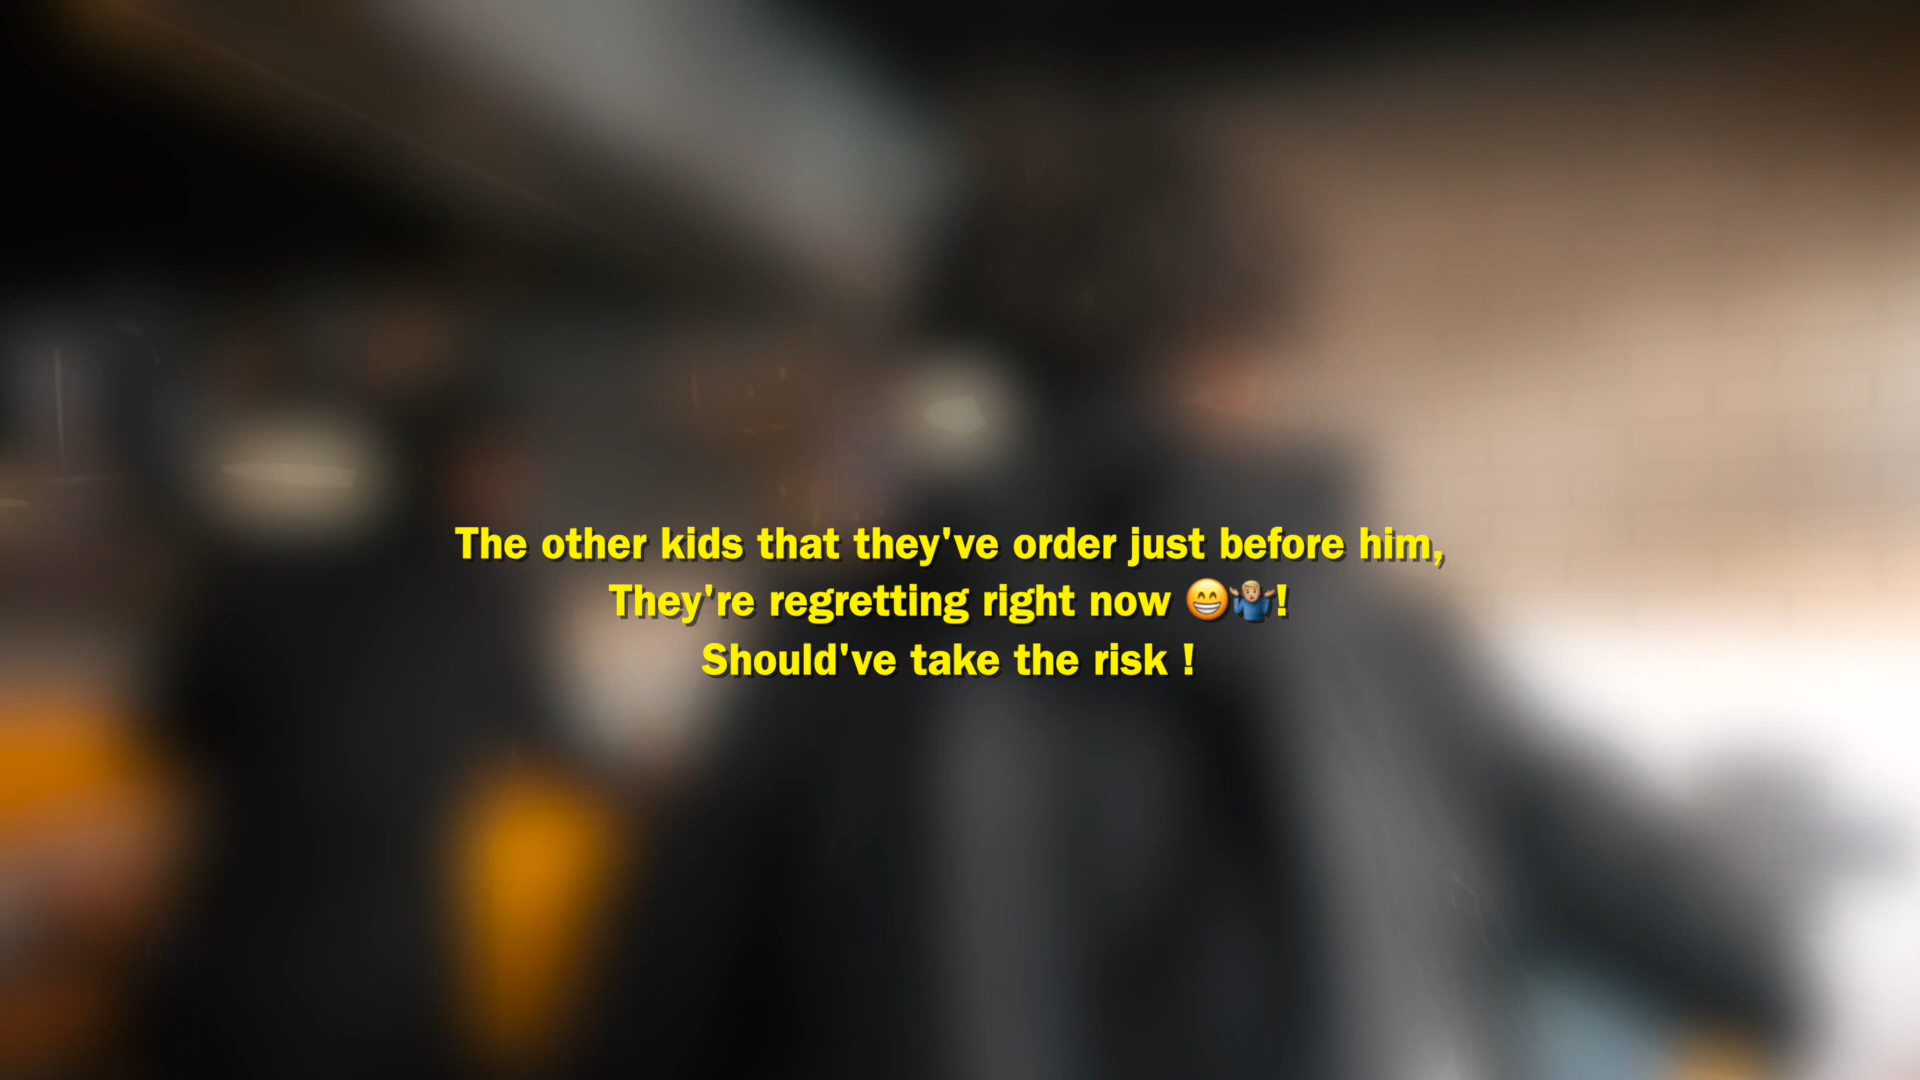 The other kids that they've order just before him,
They're regretting right now 😁🤷🏼‍♂️!
Should've take the risk !